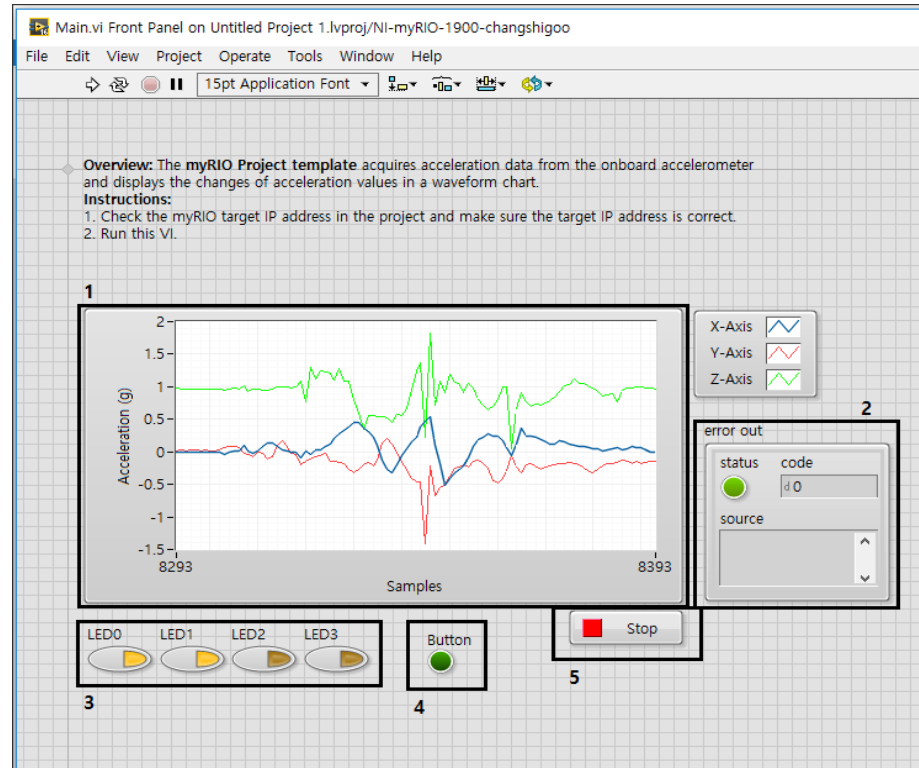 Main.vi Front Panel on Untitled Project 1.lvproj/NI-myRIO-1900-changshigoo
File Edit View Project Operate Tools Window Help
15pt Application Font
Overview: The myRIO Project template acquires acceleration data from the onboard accelerometer
and displays the changes of acceleration values in a waveform chart.
Instructions:
1. Check the myRIO target IP address in the project and make sure the target IP address is correct.
2. Run this VI.
1
2
1.5
1
0.5
0
-0.5
-1
-1.5
Acceleration (g)
8293 8393
Samples
X-Axis
Y-Axis
Z-Axis
2
error out
status code
d 0
source
LED0 LED1 LED2 LED3
3
Button
4
Stop
5